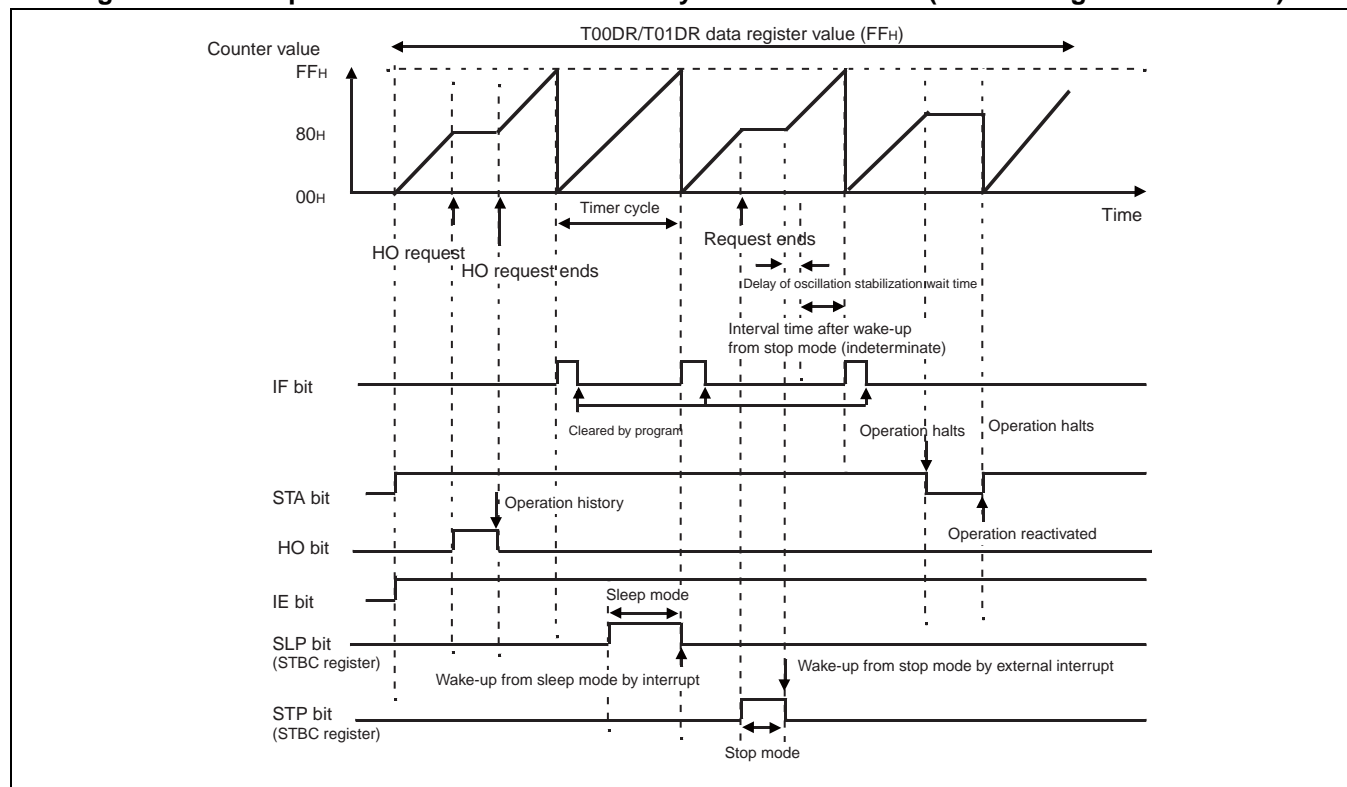 T00DR/T01DR data register value (FFH)
Counter value
FFH
80H
00H
Time
Timer cycle
HO request
HO request ends
Request ends
Delay of oscillation stabilization wait time
Interval time after wake-up
from stop mode (indeterminate)
IF bit
Cleared by program
Operation halts
Operation halts
STA bit
Operation history
Operation reactivated
HO bit
IE bit
Sleep mode
SLP bit
(STBC register)
Wake-up from sleep mode by interrupt
Wake-up from stop mode by external interrupt
STP bit
(STBC register)
Stop mode